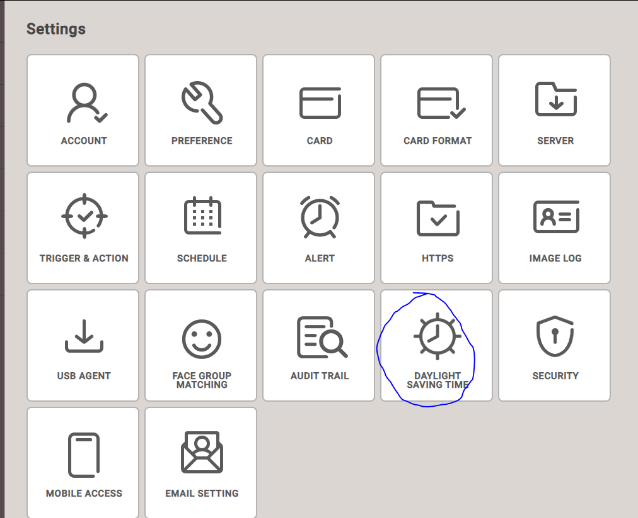 Settings
ACCOUNT
PREFERENCE
CARD
CARD FORMAT
SERVER
TRIGGER & ACTION
SCHEDULE
ALERT
HTTPS
IMAGE LOG
USB AGENT
FACE GROUP
MATCHING
AUDIT TRAIL
DAYLIGHT
SAVING TIME
SECURITY
MOBILE ACCESS
EMAIL SETTING